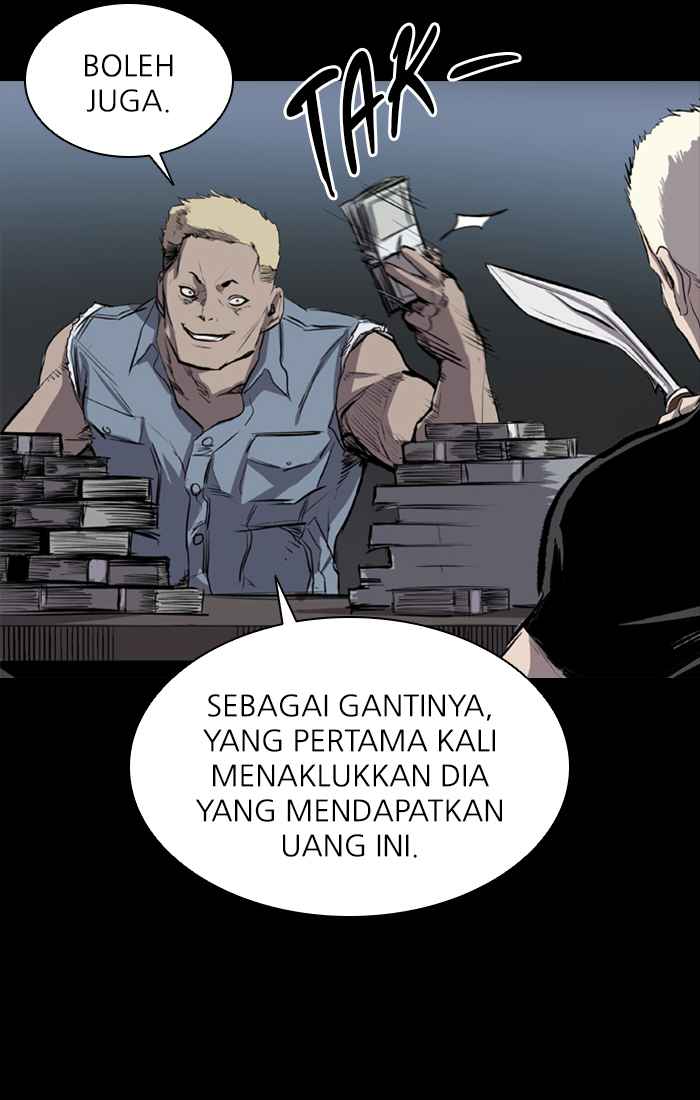 BOLEH
JUGA.
TAK-
SEBAGAI GANTINYA,
YANG PERTAMA KALI
MENAKLUKKAN DIA
YANG MENDAPATKAN
UANG INI.